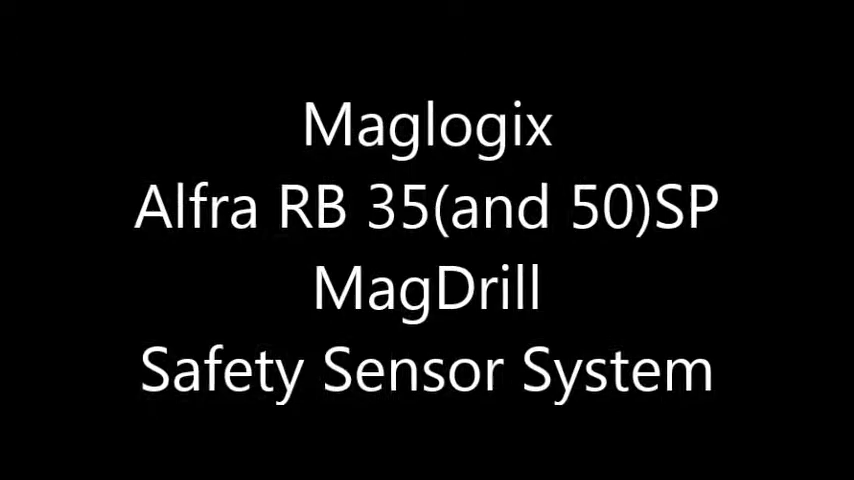 Maglogix
Alfra RB 35(and 50)SP
MagDrill
Safety Sensor System